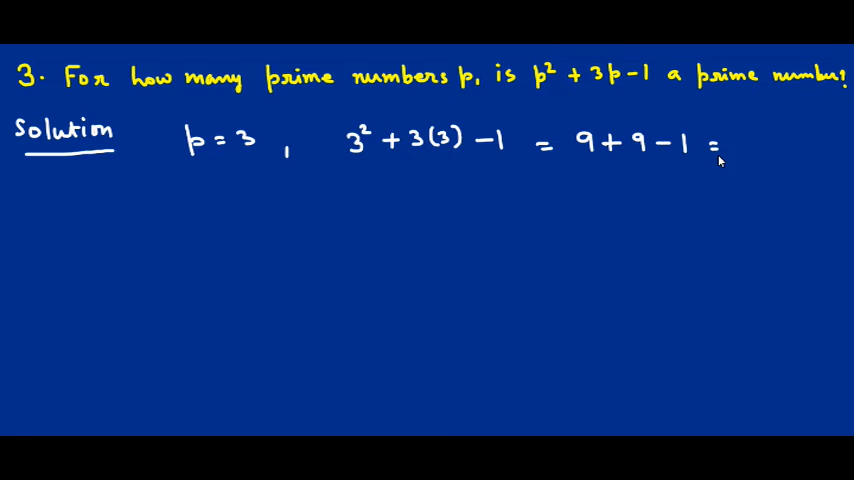 3. For how many prime numbers p, is p² + 3p - 1 a prime number?
Solution p = 3 , 3² + 3(3) - 1 = 9 + 9 - 1 =